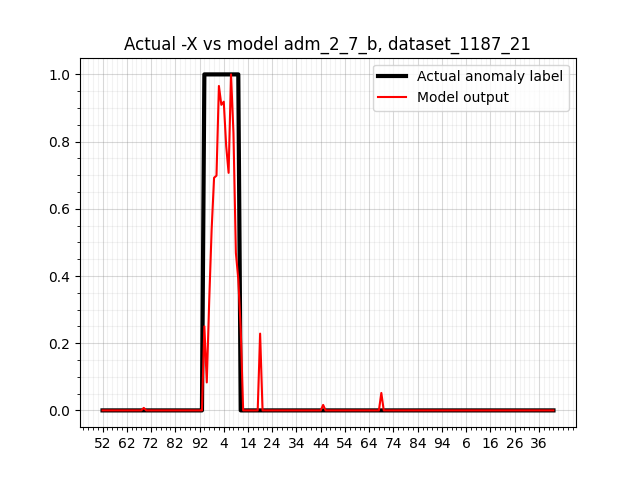 Actual -X vs model adm_2_7_b, dataset_1187_21
Actual anomaly label
Model output
1.0
0.8
0.6
0.4
0.2
0.0
52 62 72 82 92 4 14 24 34 44 54 64 74 84 94 6 16 26 36